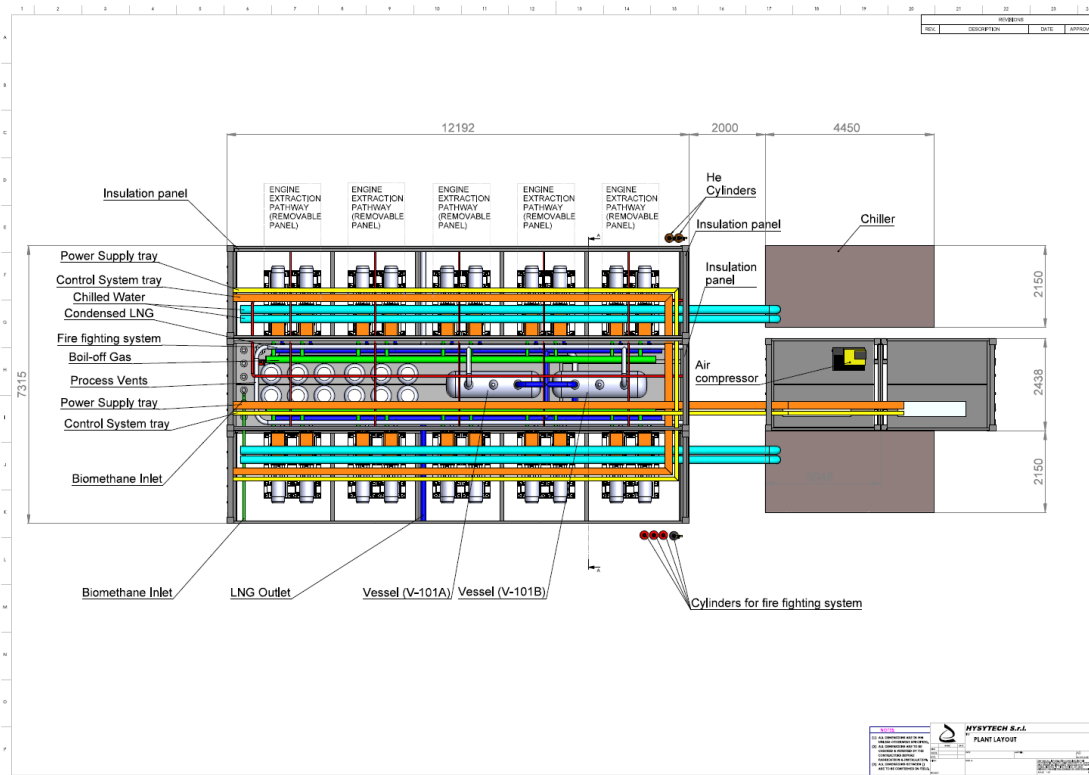 REVISIONS
REV. DESCRIPTION DATE APPROV
12192
2000
4450
ENGINE EXTRACTION PATHWAY (REMOVABLE PANEL)
ENGINE EXTRACTION PATHWAY (REMOVABLE PANEL)
ENGINE EXTRACTION PATHWAY (REMOVABLE PANEL)
ENGINE EXTRACTION PATHWAY (REMOVABLE PANEL)
ENGINE EXTRACTION PATHWAY (REMOVABLE PANEL)
He
Cylinders
Insulation panel
Insulation panel
Chiller
Power Supply tray
Control System tray
Chilled Water
Condensed LNG
Fire fighting system
Boil-off Gas
Process Vents
Power Supply tray
Control System tray
Biomethane Inlet
Insulation
panel
Air
compressor
7315
2150
2438
2150
Biomethane Inlet
LNG Outlet
Vessel (V-101A)
Vessel (V-101B)
Cylinders for fire fighting system
NOTES
HYSYTECH S.r.l.
PLANT LAYOUT